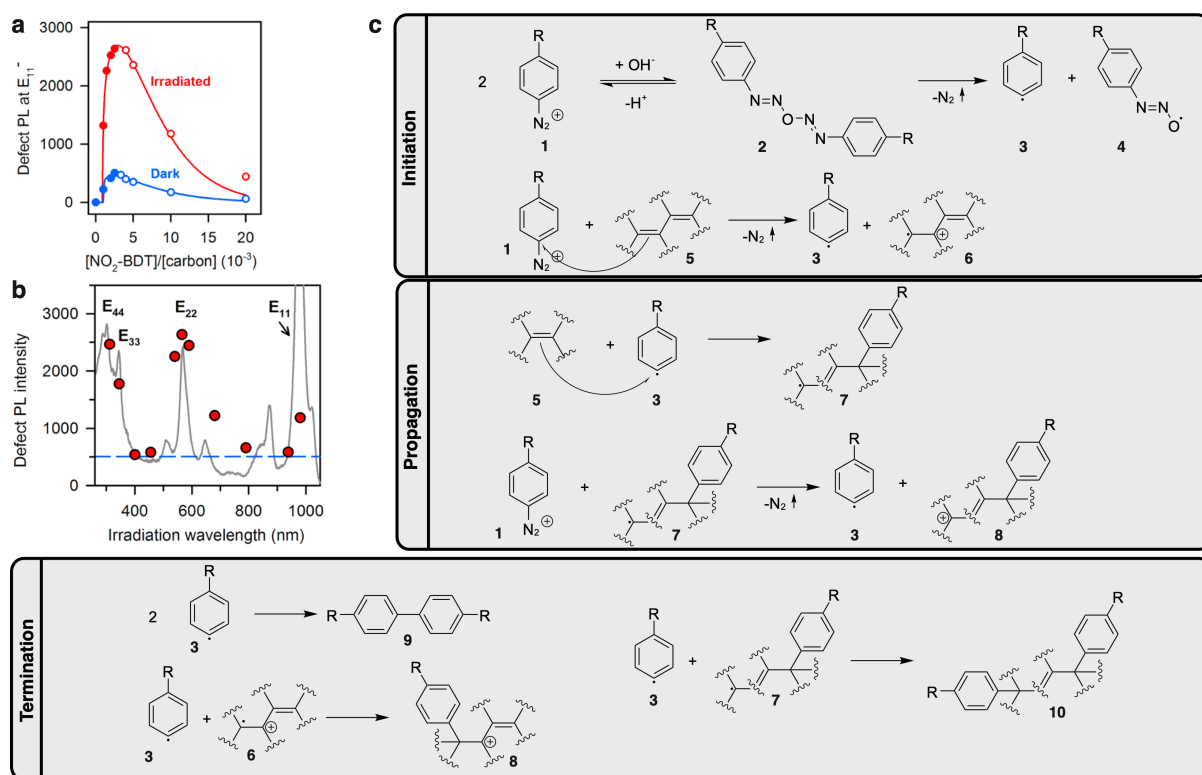 a
Defect PL at E₁₁⁻
3000
2000
1000
0
Irradiated
Dark
0 5 10 15 20
[NO₂-BDT]/[carbon] (10⁻³)
b
Defect PL intensity
3000
2000
1000
0
E₄₄
E₃₃
E₂₂
E₁₁
400 600 800 1000
Irradiation wavelength (nm)
c
Initiation
2
R
N₂ ⊕
1
+ OH⁻
-H⁺
R
N=N
O-N=N
R
2
-N₂ ↑
R
3
+
R
N=N
O·
4
R
N₂ ⊕
1
+
5
-N₂ ↑
R
3
+
⊕
6
Propagation
5
+
R
3
R
7
R
N₂ ⊕
1
+
R
7
-N₂ ↑
R
3
+
R
⊕
8
Termination
2
R
3
R
R
9
R
3
+
⊕
6
R
⊕
8
R
3
+
R
7
R
R
10